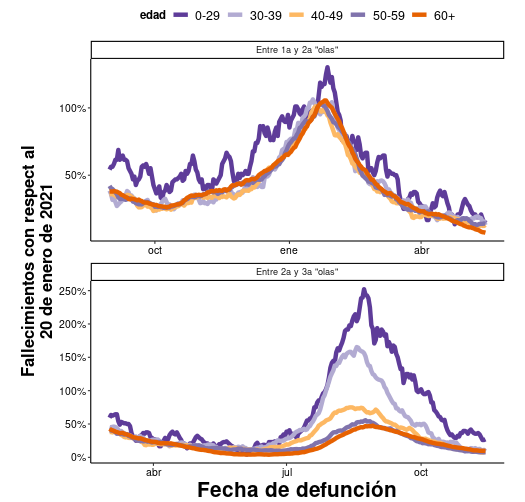 edad 0-29 30-39 40-49 50-59 60+
Entre 1a y 2a "olas"
100%
50%
oct ene abr
Fallecimientos con respect al
20 de enero de 2021
Entre 2a y 3a "olas"
250%
200%
150%
100%
50%
0%
abr jul oct
Fecha de defunción